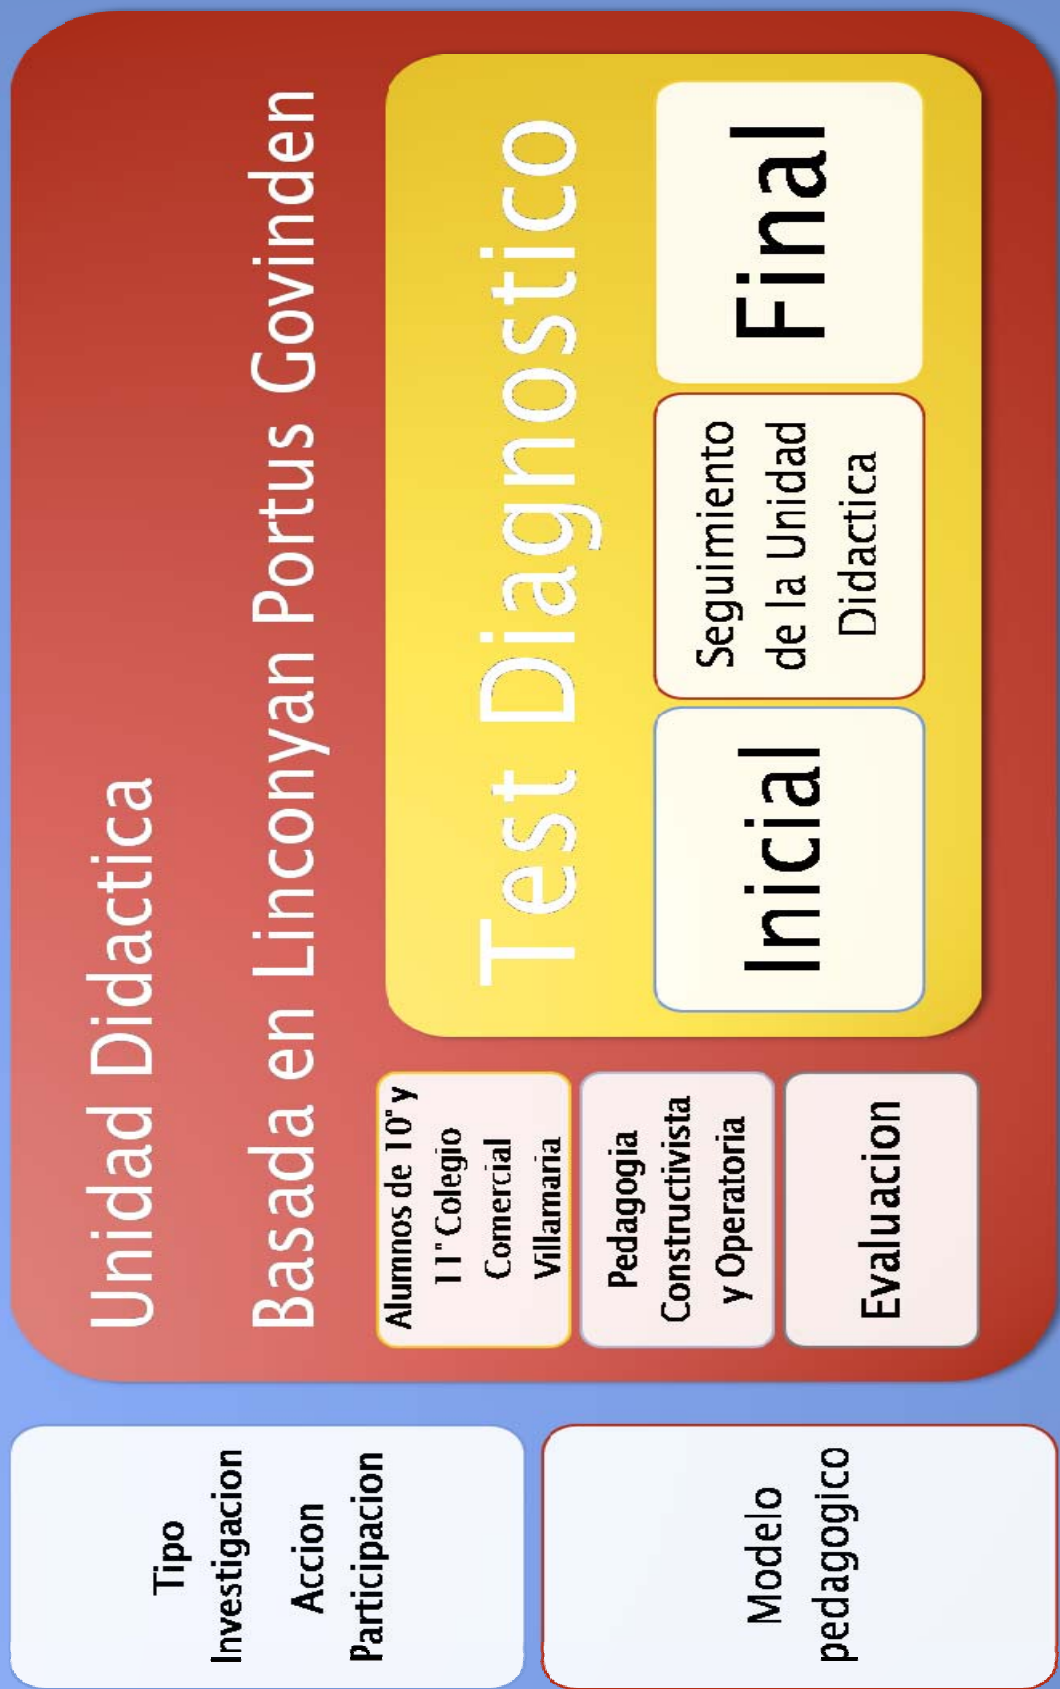 Tipo
Investigacion
Accion
Participacion
Modelo
pedagogico
Unidad Didactica
Basada en Linconyan Portus Govinden
Alumnos de 10° y
11° Colegio
Comercial
Villamaria
Pedagogia
Constructivista
y Operatoria
Evaluacion
Test Diagnostico
Inicial
Seguimiento
de la Unidad
Didactica
Final